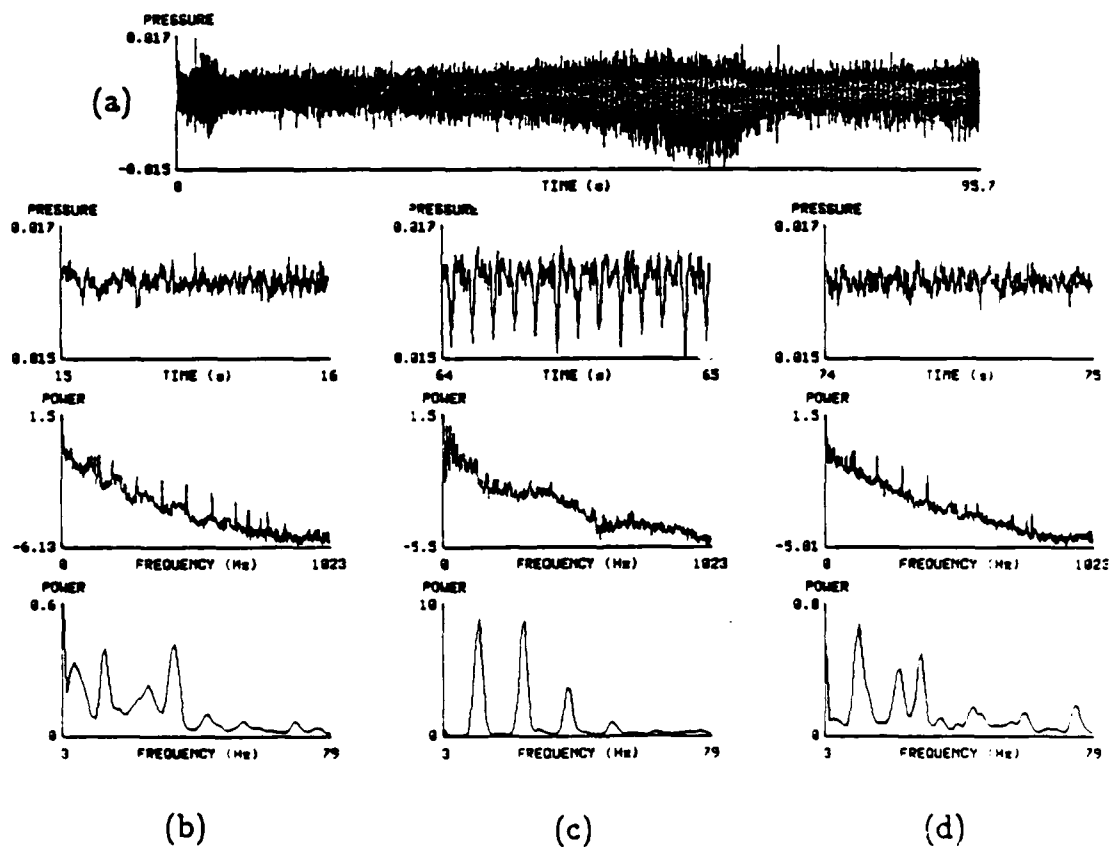 PRESSURE
0.017
(a)
-0.015
0 TIME (s) 95.7
PRESSURE PRESSURE PRESSURE
0.017 0.017 0.017
0.015 0.015 0.015
15 TIME (s) 16 64 TIME (s) 65 74 TIME (s) 75
POWER POWER POWER
1.5 1.5 1.5
-6.13 -5.5 -5.81
0 FREQUENCY (Hz) 1023 0 FREQUENCY (Hz) 1023 0 FREQUENCY (Hz) 1023
POWER POWER POWER
0.6 10 0.8
0 0 0
3 FREQUENCY (Hz) 79 3 FREQUENCY (Hz) 79 3 FREQUENCY (Hz) 79
(b) (c) (d)